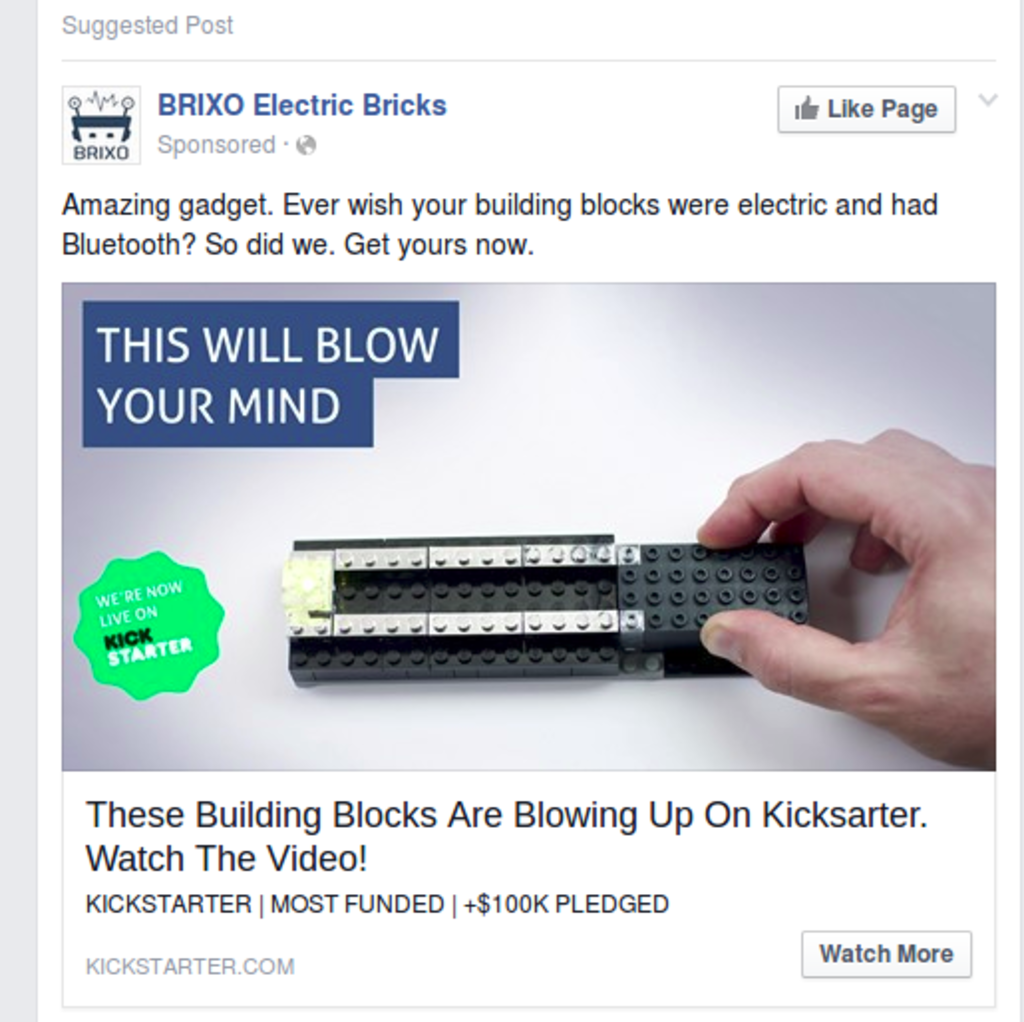 Suggested Post
BRIXO Electric Bricks
Like Page
BRIXO
Sponsored ·
Amazing gadget. Ever wish your building blocks were electric and had
Bluetooth? So did we. Get yours now.
THIS WILL BLOW
YOUR MIND
WE'RE NOW
LIVE ON
KICK
STARTER
These Building Blocks Are Blowing Up On Kicksarter.
Watch The Video!
KICKSTARTER | MOST FUNDED | +$100K PLEDGED
KICKSTARTER.COM
Watch More